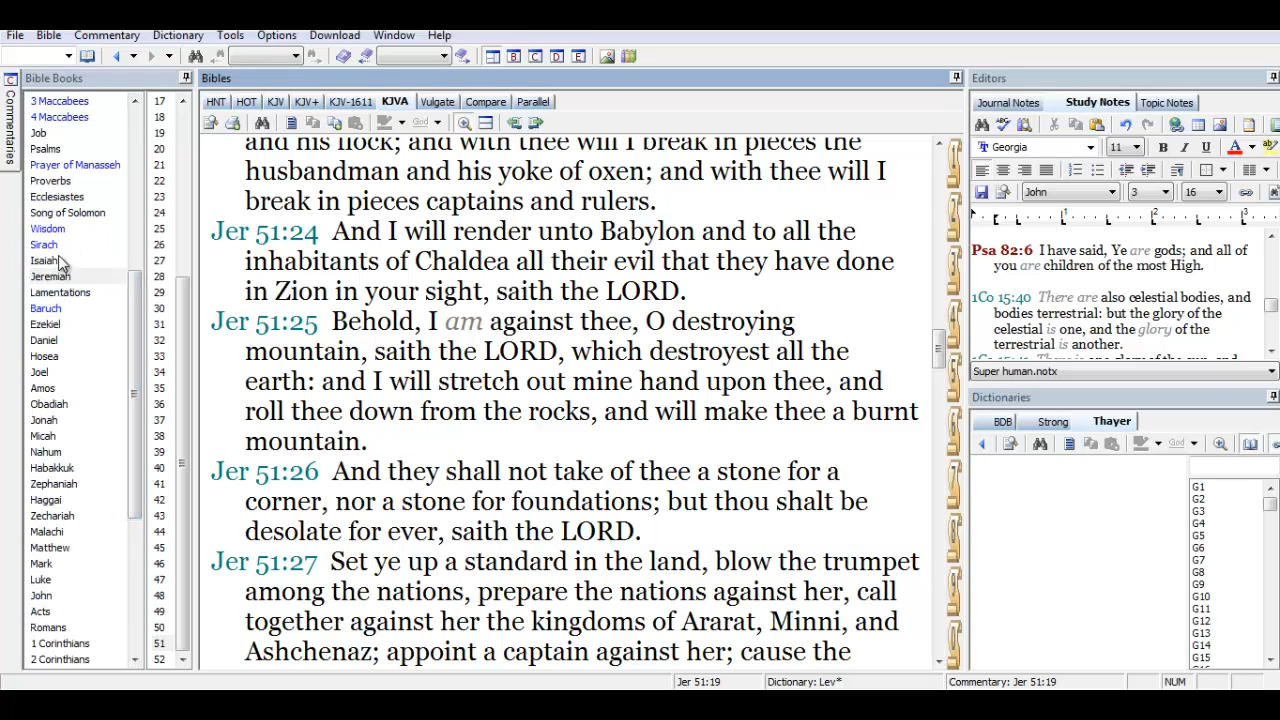 File Bible Commentary Dictionary Tools Options Download Window Help
B C D E
Commentaries
Bible Books
3 Maccabees
4 Maccabees
Job
Psalms
Prayer of Manasseh
Proverbs
Ecclesiastes
Song of Solomon
Wisdom
Sirach
Isaiah
Jeremiah
Lamentations
Baruch
Ezekiel
Daniel
Hosea
Joel
Amos
Obadiah
Jonah
Micah
Nahum
Habakkuk
Zephaniah
Haggai
Zechariah
Malachi
Matthew
Mark
Luke
John
Acts
Romans
1 Corinthians
2 Corinthians
17
18
19
20
21
22
23
24
25
26
27
28
29
30
31
32
33
34
35
36
37
38
39
40
41
42
43
44
45
46
47
48
49
50
51
52
Bibles
HNT HOT KJV KJV+ KJV-1611 KJVA Vulgate Compare Parallel
God
and his flock; and with thee will I break in pieces the
husbandman and his yoke of oxen; and with thee will I
break in pieces captains and rulers.
Jer 51:24 And I will render unto Babylon and to all the
inhabitants of Chaldea all their evil that they have done
in Zion in your sight, saith the LORD.
Jer 51:25 Behold, I am against thee, O destroying
mountain, saith the LORD, which destroyest all the
earth: and I will stretch out mine hand upon thee, and
roll thee down from the rocks, and will make thee a burnt
mountain.
Jer 51:26 And they shall not take of thee a stone for a
corner, nor a stone for foundations; but thou shalt be
desolate for ever, saith the LORD.
Jer 51:27 Set ye up a standard in the land, blow the trumpet
among the nations, prepare the nations against her, call
together against her the kingdoms of Ararat, Minni, and
Ashchenaz; appoint a captain against her; cause the
1
2
3
4
5
6
7
8
9
Editors
Journal Notes Study Notes Topic Notes
Georgia 11 B I U A ab
John 3 16
1 2 3
Psa 82:6 I have said, Ye are gods; and all of
you are children of the most High.
1Co 15:40 There are also celestial bodies, and
bodies terrestrial: but the glory of the
celestial is one, and the glory of the
terrestrial is another.
Super human.notx
Dictionaries
BDB Strong Thayer
God
G1
G2
G3
G4
G5
G6
G7
G8
G9
G10
G11
G12
G13
G14
G15
Jer 51:19 Dictionary: Lev* Commentary: Jer 51:19 NUM